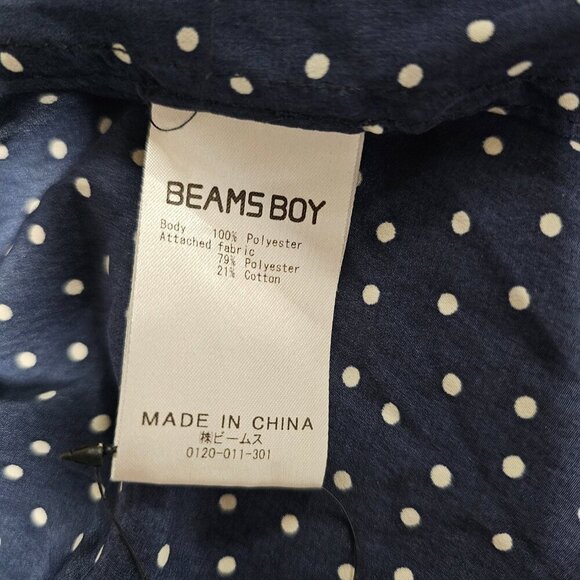 BEAMS BOY
Body 100% Polyester
Attached fabric
79% Polyester
21% Cotton
MADE IN CHINA
㈱ビームス
0120-011-301